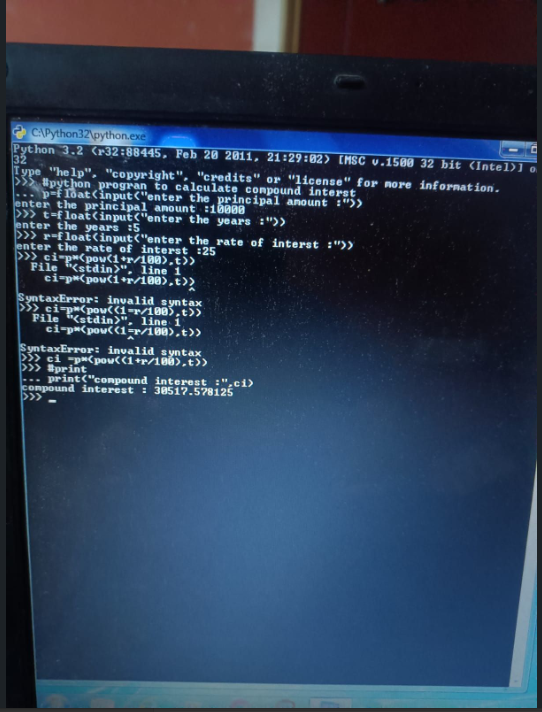 C:\Python32\python.exe
Python 3.2 (r32:88445, Feb 20 2011, 21:29:02) [MSC v.1500 32 bit (Intel)] o
32
Type "help", "copyright", "credits" or "license" for more information.
>>> #python progran to calculate compound interst
... p=float(input("enter the principal amount :"))
enter the principal amount :10000
>>> t=float(input("enter the years :"))
enter the years :5
>>> r=float(input("enter the rate of interst :"))
enter the rate of interst :25
>>> ci=p*(pow(1+r/100),t))
File "<stdin>", line 1
ci=p*(pow(1+r/100),t))
^
SyntaxError: invalid syntax
>>> ci=p*(pow((1=r/100),t))
File "<stdin>", line 1
ci=p*(pow((1=r/100),t))
^
SyntaxError: invalid syntax
>>> ci =p*(pow((1+r/100),t))
>>> #print
... print("compound interest :",ci)
compound interest : 30517.578125
>>> _